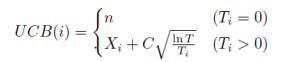 UCB(i) = { n (T_i = 0)
X_i + C√(ln T / T_i) (T_i > 0)